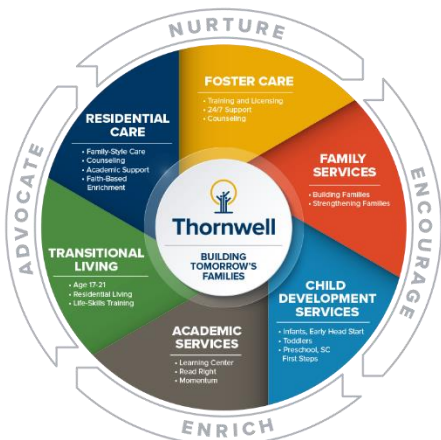 NURTURE
FOSTER CARE
• Training and Licensing
• 24/7 Support
• Counseling
FAMILY
SERVICES
• Building Families
• Strengthening Families
ENCOURAGE
CHILD
DEVELOPMENT
SERVICES
• Infants, Early Head Start
• Toddlers
• Preschool, SC
First Steps
ENRICH
ACADEMIC
SERVICES
• Learning Center
• Read Right
• Momentum
TRANSITIONAL
LIVING
• Age 17-21
• Residential Living
• Life-Skills Training
ADVOCATE
RESIDENTIAL
CARE
• Family-Style Care
• Counseling
• Academic Support
• Faith-Based
Enrichment
Thornwell
BUILDING
TOMORROW'S
FAMILIES